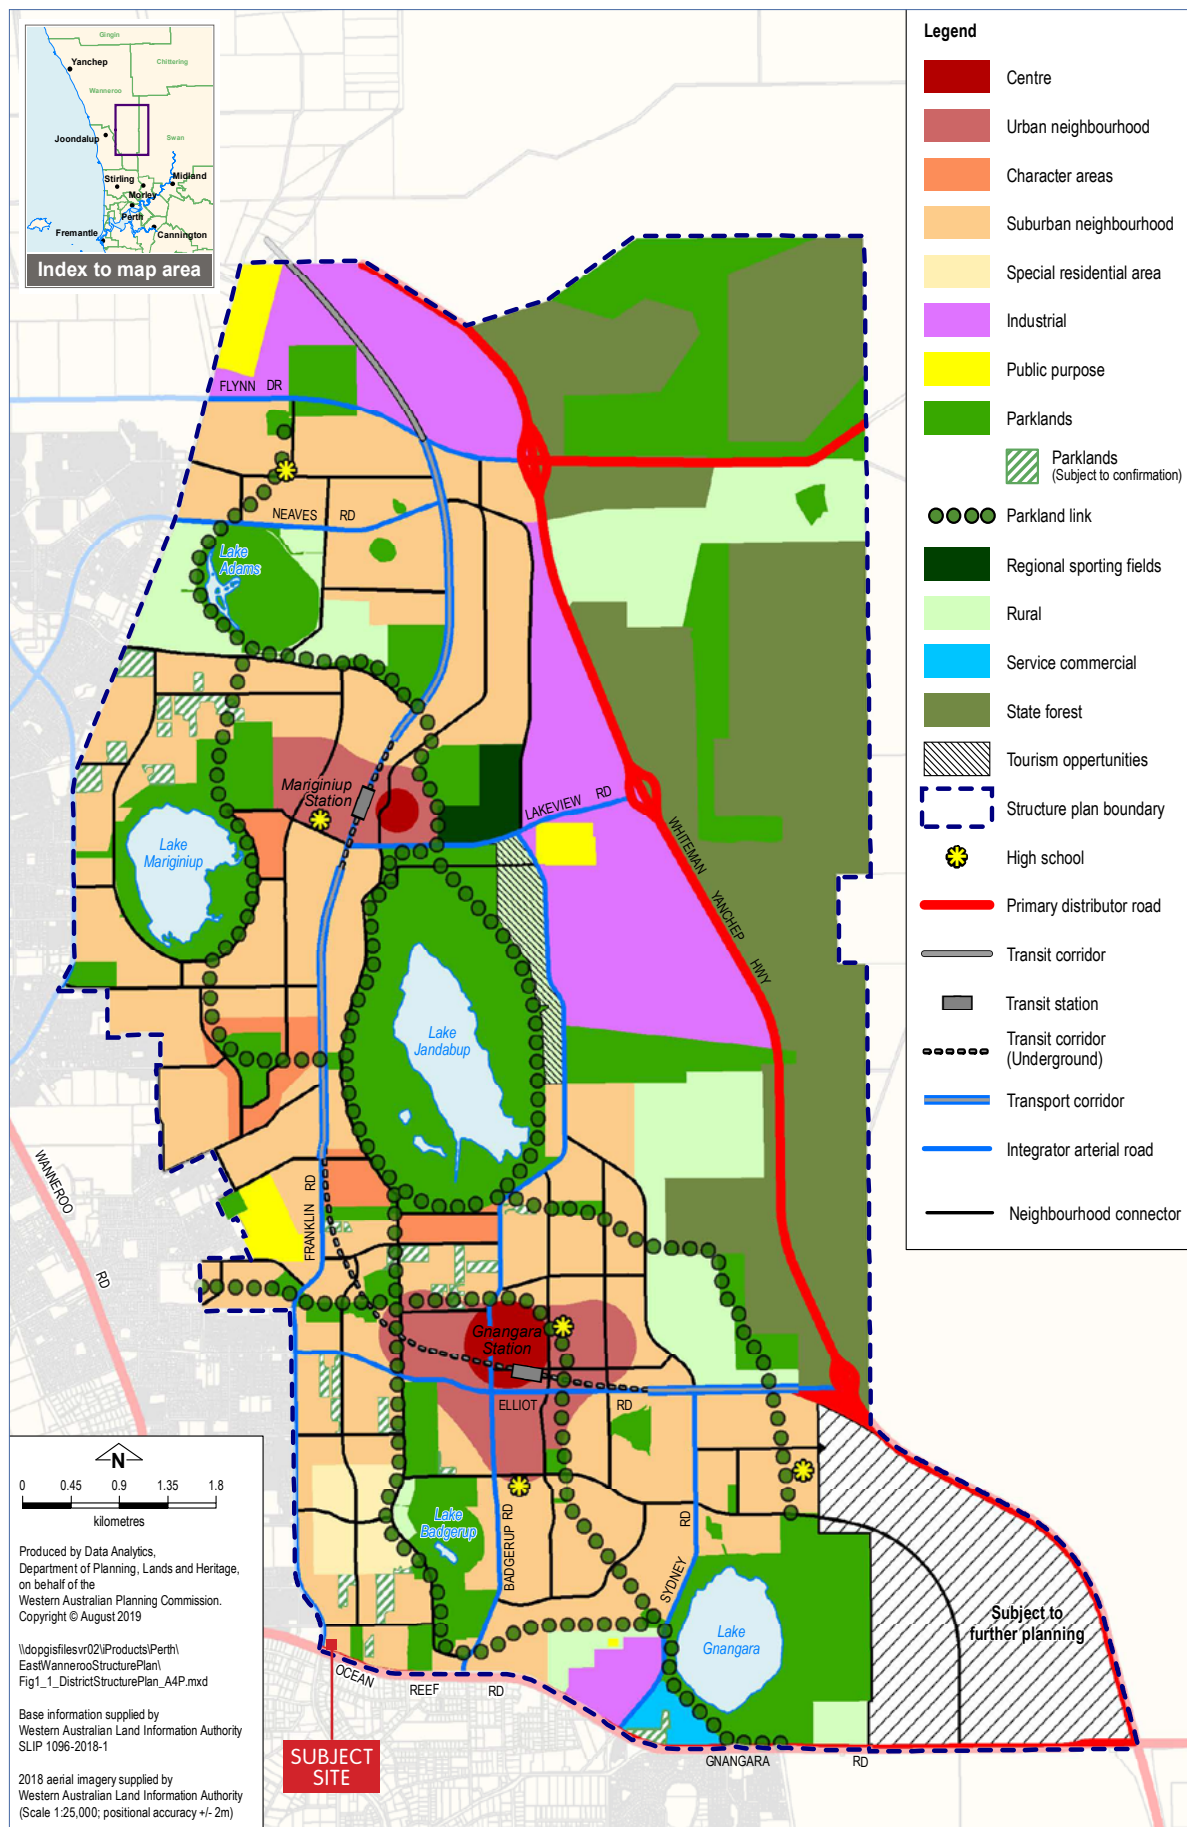 Gingin
Yanchep
Chittering
Wanneroo
Joondalup
Swan
Stirling
Midland
Morley
Perth
Fremantle
Cannington
Index to map area
Legend
Centre
Urban neighbourhood
Character areas
Suburban neighbourhood
Special residential area
Industrial
Public purpose
Parklands
Parklands
(Subject to confirmation)
Parkland link
Regional sporting fields
Rural
Service commercial
State forest
Tourism oppertunities
Structure plan boundary
High school
Primary distributor road
Transit corridor
Transit station
Transit corridor
(Underground)
Transport corridor
Integrator arterial road
Neighbourhood connector
FLYNN DR
NEAVES RD
Lake
Adams
Mariginiup
Station
LAKEVIEW RD
Lake
Mariginiup
WHITEMAN YANCHEP HWY
Lake
Jandabup
WANNEROO RD
FRANKLIN RD
Gnangara
Station
ELLIOT RD
Lake
Badgerup
BADGERUP RD
SYDNEY RD
Lake
Gnangara
Subject to
further planning
OCEAN REEF RD
GNANGARA RD
SUBJECT
SITE
N
0 0.45 0.9 1.35 1.8
kilometres
Produced by Data Analytics,
Department of Planning, Lands and Heritage,
on behalf of the
Western Australian Planning Commission.
Copyright © August 2019
\\dopgisfilesvr02\iProducts\Perth\
EastWannerooStructurePlan\
Fig1_1_DistrictStructurePlan_A4P.mxd
Base information supplied by
Western Australian Land Information Authority
SLIP 1096-2018-1
2018 aerial imagery supplied by
Western Australian Land Information Authority
(Scale 1:25,000; positional accuracy +/- 2m)